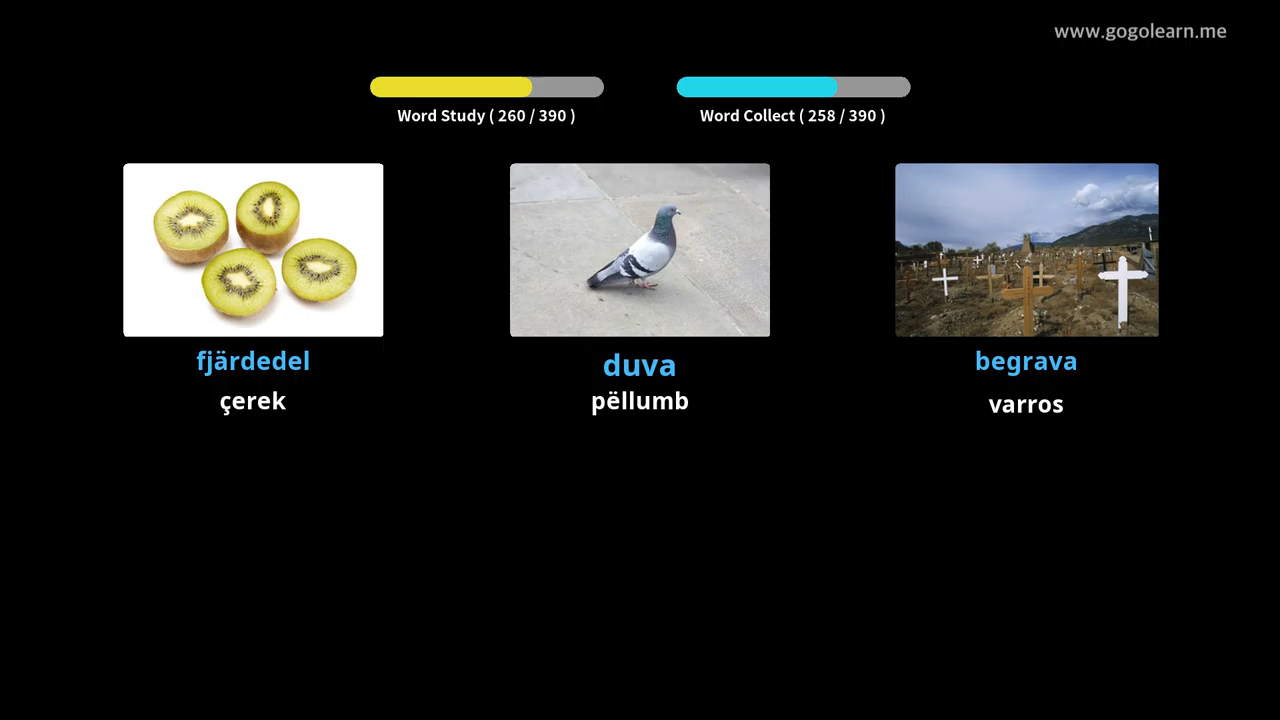 www.gogolearn.me
Word Study ( 260 / 390 )
Word Collect ( 258 / 390 )
fjärdedel
çerek
duva
pëllumb
begrava
varros